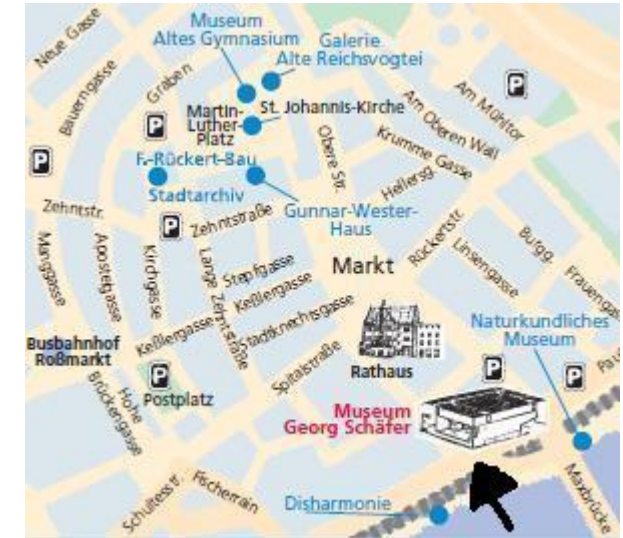 Museum
Altes Gymnasium
Galerie
Alte Reichsvogtei
Neue Gasse
Bauerngasse
Graben
Martin-
Luther-
Platz
St. Johannis-Kirche
Am Mühltor
Am Oberen Wall
Krumme Gasse
Obere Str.
Hellersg.
F.-Rückert-Bau
Stadtarchiv
Gunnar-Wester-
Haus
Zehntstr.
Zehntstraße
Rückertstr.
Linsengasse
Burgg.
Frauengas
Manggasse
Apostelgasse
Kirchgasse
Lange Zehntstraße
Stepfgasse
Keßlergasse
Markt
Stadtknechtsgasse
Keßlergasse
Spitalstraße
Naturkundliches
Museum
Busbahnhof
Roßmarkt
Rathaus
Pau
Hohe
Brückengasse
Postplatz
Museum
Georg Schäfer
Schultesstr.
Fischerrain
Disharmonie
Maxbrücke
P
P
P
P
P
P
P